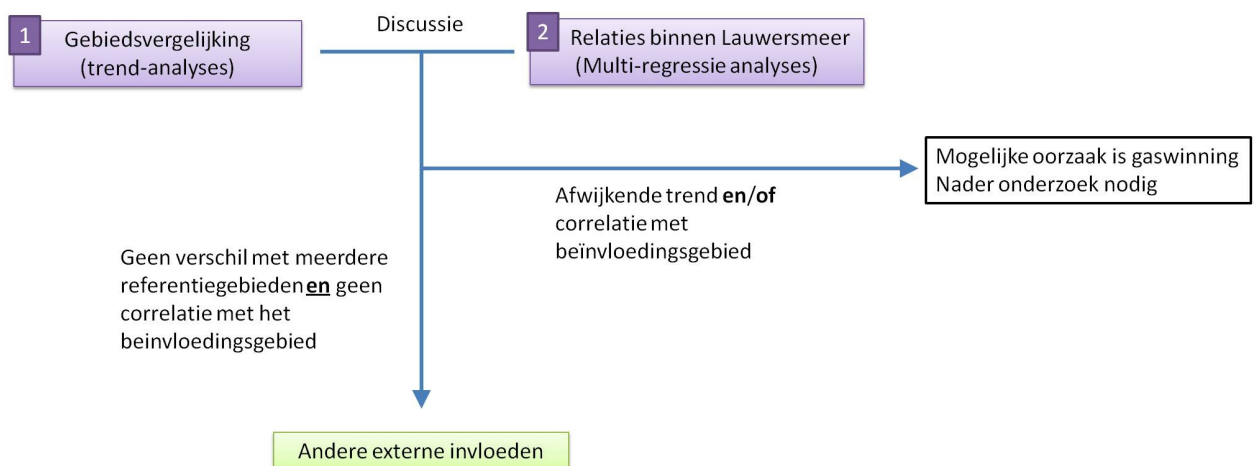 1
Gebiedsvergelijking
(trend-analyses)
Discussie
2
Relaties binnen Lauwersmeer
(Multi-regressie analyses)
Mogelijke oorzaak is gaswinning
Nader onderzoek nodig
Afwijkende trend en/of
correlatie met
beïnvloedingsgebied
Geen verschil met meerdere
referentiegebieden en geen
correlatie met het
beinvloedingsgebied
Andere externe invloeden